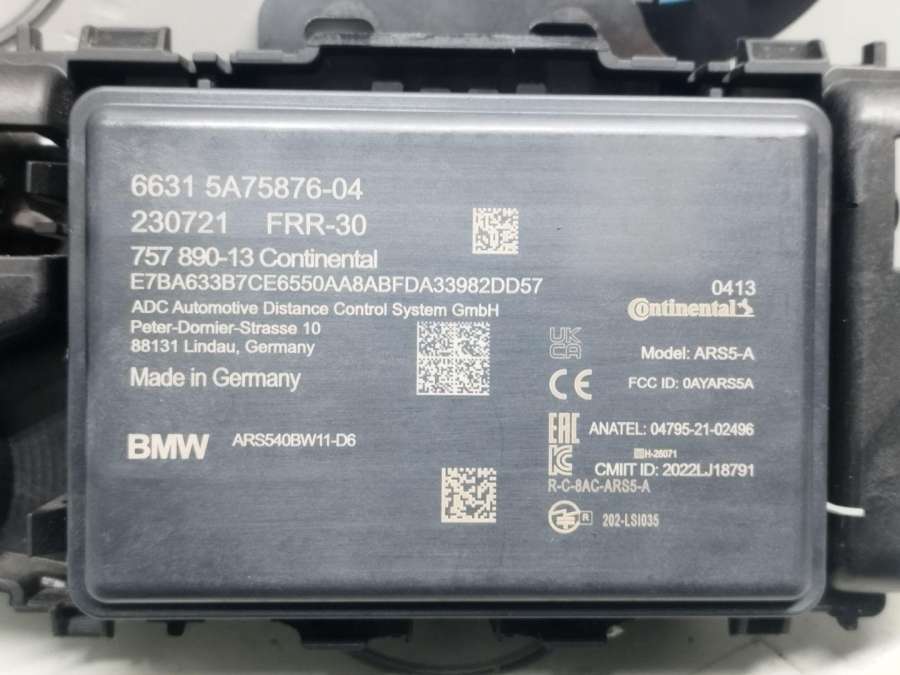 6631 5A75876-04
230721 FRR-30
757 890-13 Continental
E7BA633B7CE6550AA8ABFDA33982DD57
ADC Automotive Distance Control System GmbH
Peter-Dornier-Strasse 10
88131 Lindau, Germany
Made in Germany
BMW ARS540BW11-D6
0413
Continental
UK
CA
Model: ARS5-A
CE FCC ID: 0AYARS5A
EAC ANATEL: 04795-21-02496
H-25071
CMIIT ID: 2022LJ18791
R-C-8AC-ARS5-A
R 202-LSI035